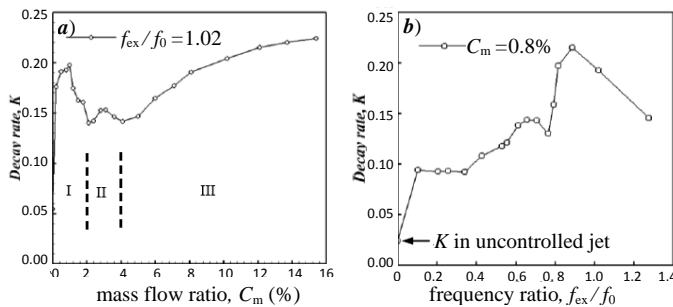 a)
f_ex/f_0=1.02
Decay rate, K
0.25
0.20
0.15
0.10
0.05
0.00
I
II
III
0 2 4 6 8 10 12 14 16
mass flow ratio, C_m (%)
b)
C_m=0.8%
Decay rate, K
0.25
0.20
0.15
0.10
0.05
0.00
K in uncontrolled jet
0 0.2 0,4 0,6 0.8 1.0 1.2 1.4
frequency ratio, f_ex/f_0